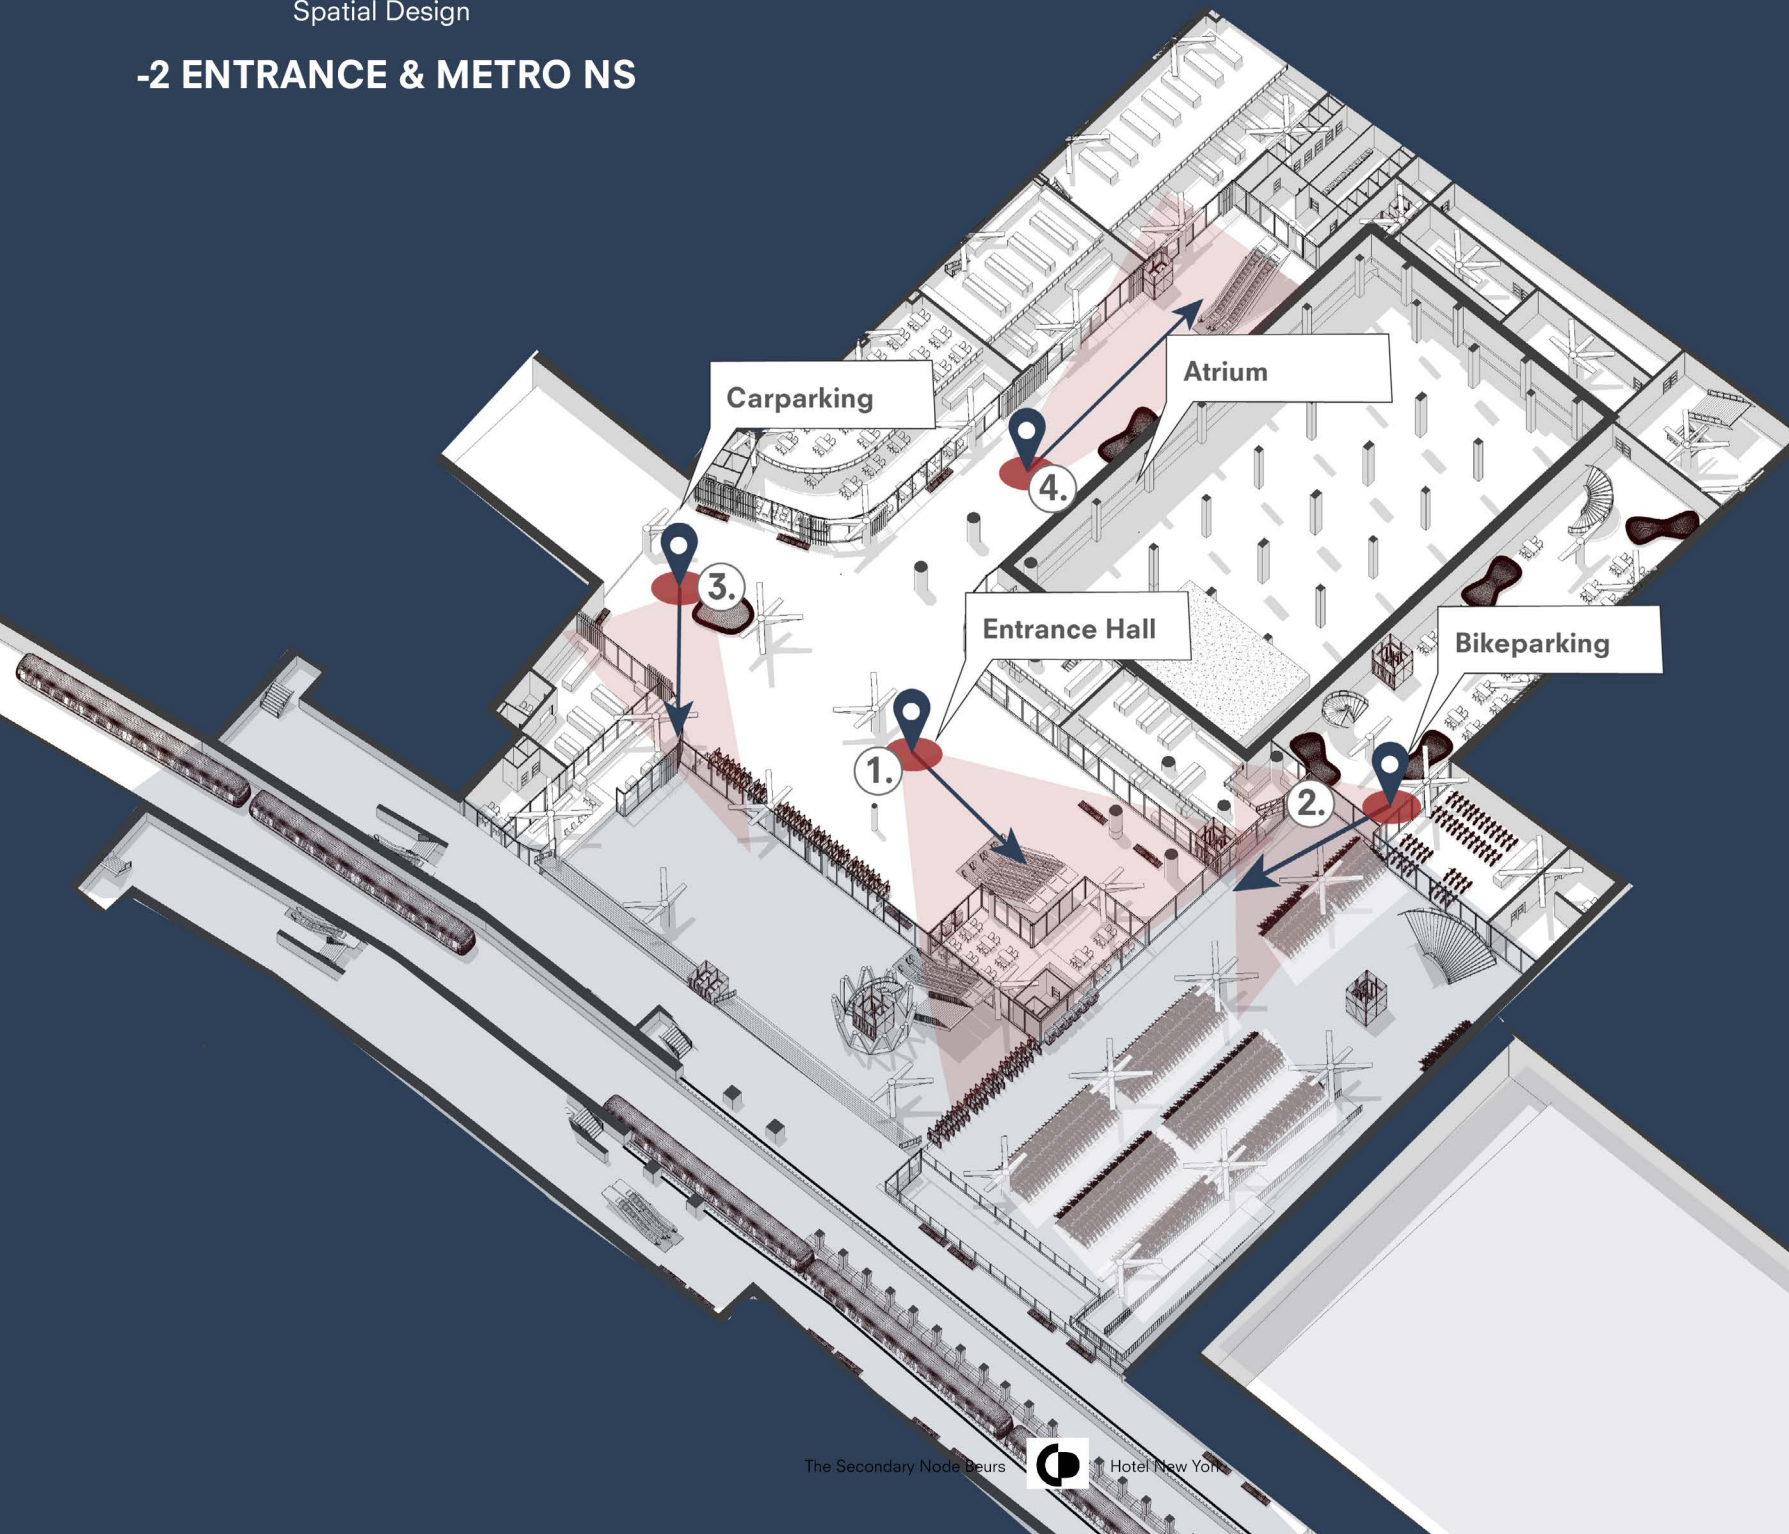 Spatial Design
-2 ENTRANCE & METRO NS
Carparking
Atrium
4.
3.
Entrance Hall
Bikeparking
1.
2.
The Secondary Node Beurs
Hotel New York